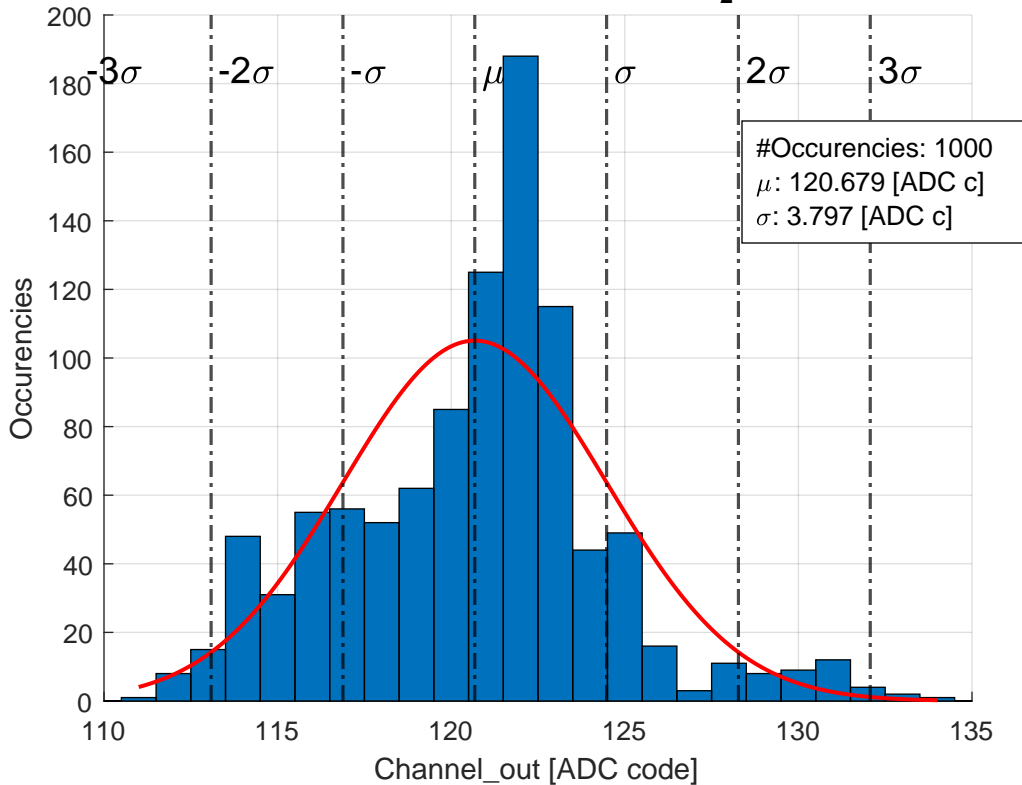 2
200
180
160
140
120
100
80
60
40
20
0
-3σ -2σ -σ μ σ 2σ 3σ
#Occurencies: 1000
μ: 120.679 [ADC c]
σ: 3.797 [ADC c]
Occurencies
110 115 120 125 130 135
Channel_out [ADC code]